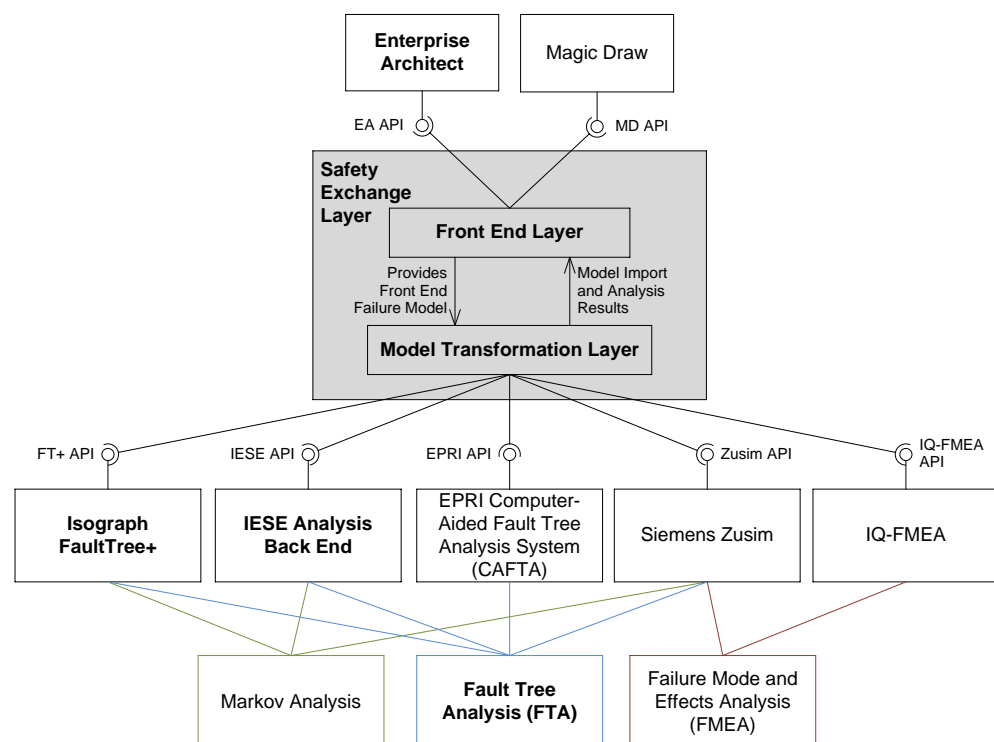 Enterprise
Architect
Magic Draw
EA API
MD API
Safety
Exchange
Layer
Front End Layer
Provides
Front End
Failure Model
Model Import
and Analysis
Results
Model Transformation Layer
FT+ API
IESE API
EPRI API
Zusim API
IQ-FMEA
API
Isograph
FaultTree+
IESE Analysis
Back End
EPRI Computer-
Aided Fault Tree
Analysis System
(CAFTA)
Siemens Zusim
IQ-FMEA
Markov Analysis
Fault Tree
Analysis (FTA)
Failure Mode and
Effects Analysis
(FMEA)